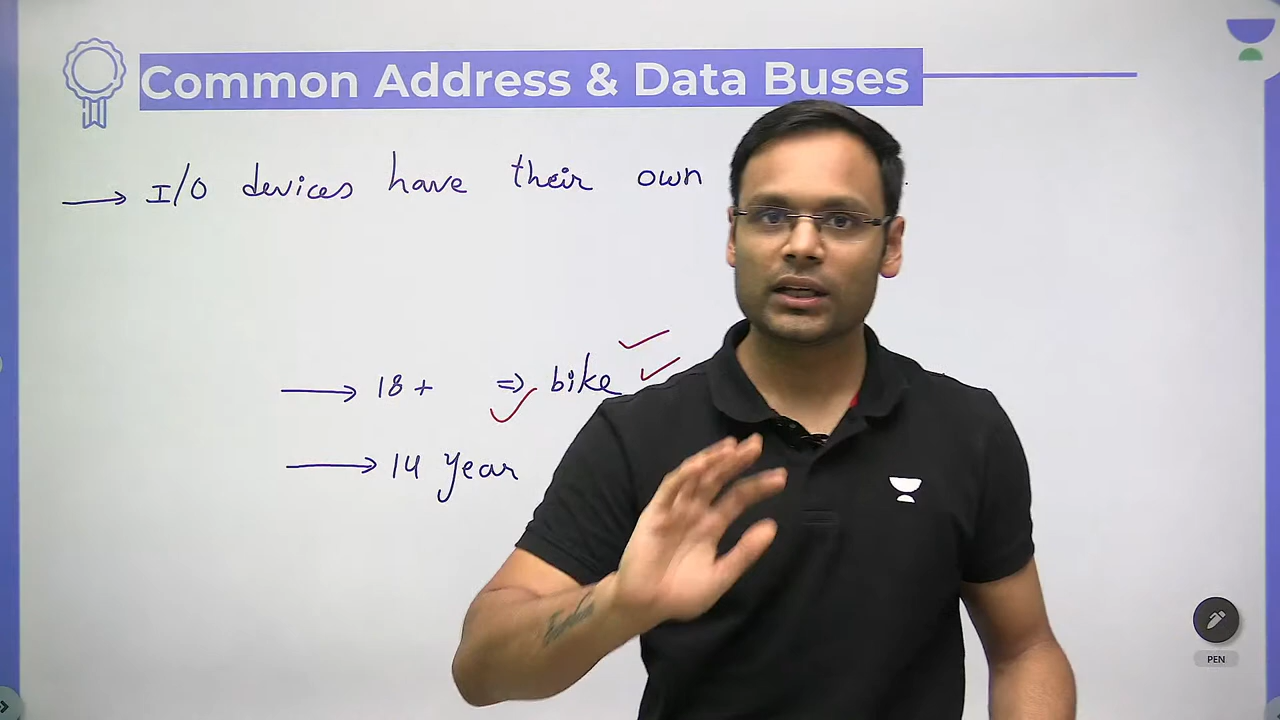 Common Address & Data Buses
→ I/O devices have their own
→ 18+ ⇒ bike
→ 14 year
PEN